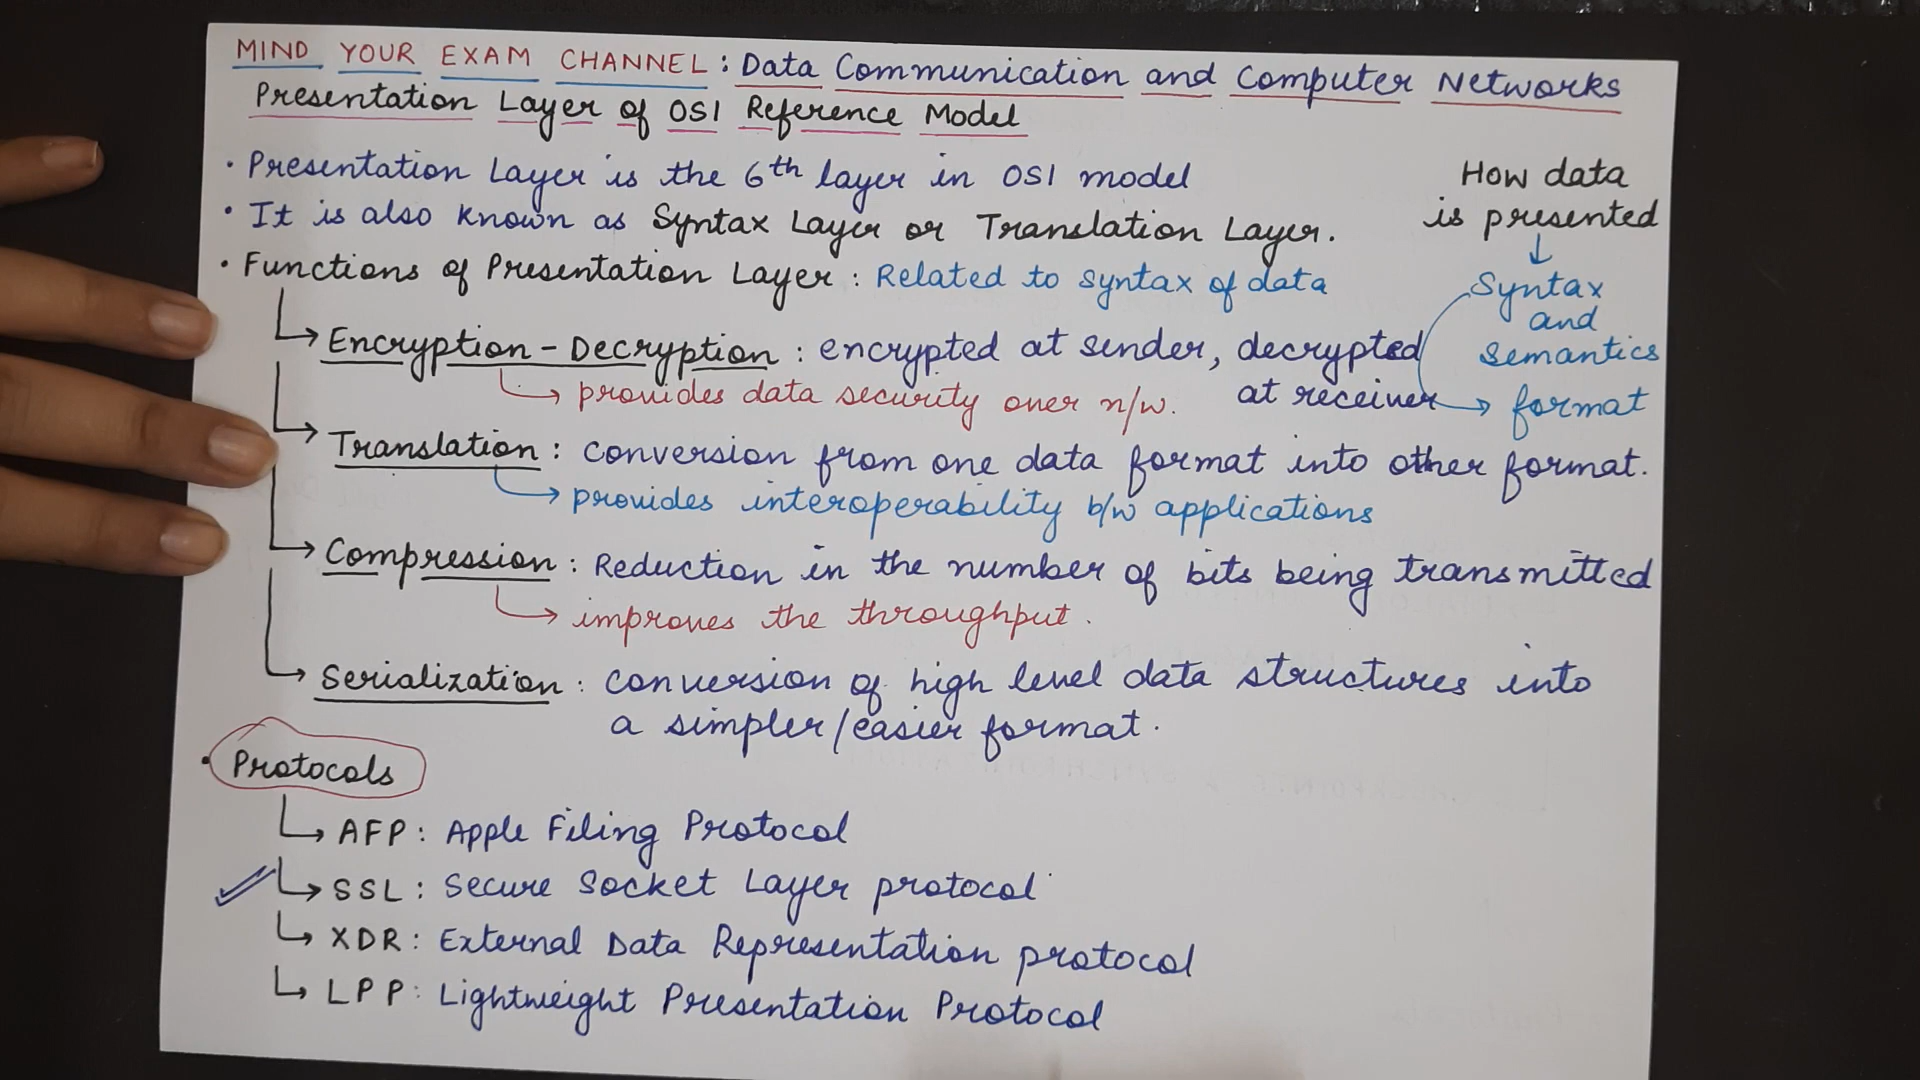 MIND YOUR EXAM CHANNEL : Data Communication and Computer Networks
Presentation Layer of OSI Reference Model
• Presentation Layer is the 6th layer in OSI model
• It is also known as Syntax Layer or Translation Layer.
• Functions of Presentation Layer : Related to syntax of data
How data
is presented
↓
Syntax
and
semantics
→ format
→ Encryption - Decryption : encrypted at sender, decrypted
at receiver
→ provides data security over n/w.
→ Translation : conversion from one data format into other format.
→ provides interoperability b/w applications
→ Compression : Reduction in the number of bits being transmitted
→ improves the throughput.
→ Serialization : conversion of high level data structures into
a simpler/easier format.
• Protocols
→ AFP : Apple Filing Protocol
→ SSL : Secure Socket Layer protocol
→ XDR : External Data Representation protocol
→ LPP : Lightweight Presentation Protocol